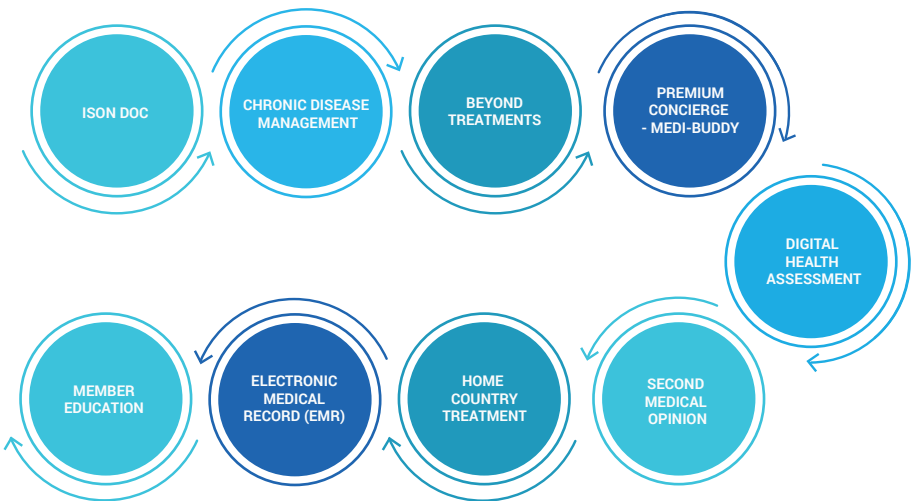 ISON DOC
CHRONIC DISEASE
MANAGEMENT
BEYOND
TREATMENTS
PREMIUM
CONCIERGE
- MEDI-BUDDY
DIGITAL
HEALTH
ASSESSMENT
SECOND
MEDICAL
OPINION
HOME
COUNTRY
TREATMENT
ELECTRONIC
MEDICAL
RECORD (EMR)
MEMBER
EDUCATION